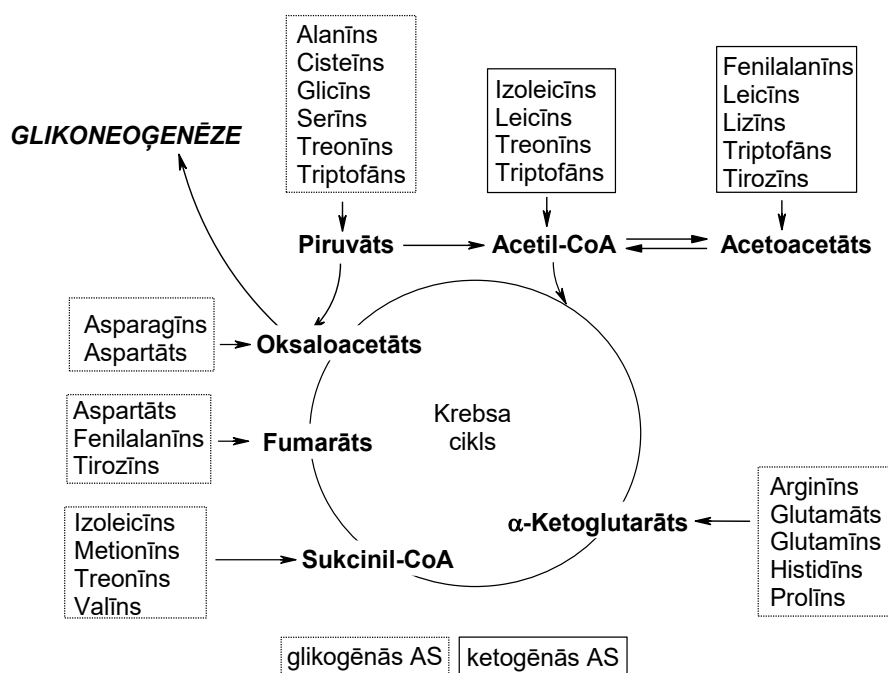 Alanīns
Cisteīns
Glicīns
Serīns
Treonīns
Triptofāns
Izoleicīns
Leicīns
Treonīns
Triptofāns
Fenilalanīns
Leicīns
Lizīns
Triptofāns
Tirozīns
GLIKONEOĢENĒZE
Piruvāts
Acetil-CoA
Acetoacetāts
Asparagīns
Aspartāts
Oksaloacetāts
Aspartāts
Fenilalanīns
Tirozīns
Fumarāts
Krebsa
cikls
Izoleicīns
Metionīns
Treonīns
Valīns
Sukcinil-CoA
α-Ketoglutarāts
Arginīns
Glutamāts
Glutamīns
Histidīns
Prolīns
glikogēnās AS
ketogēnās AS